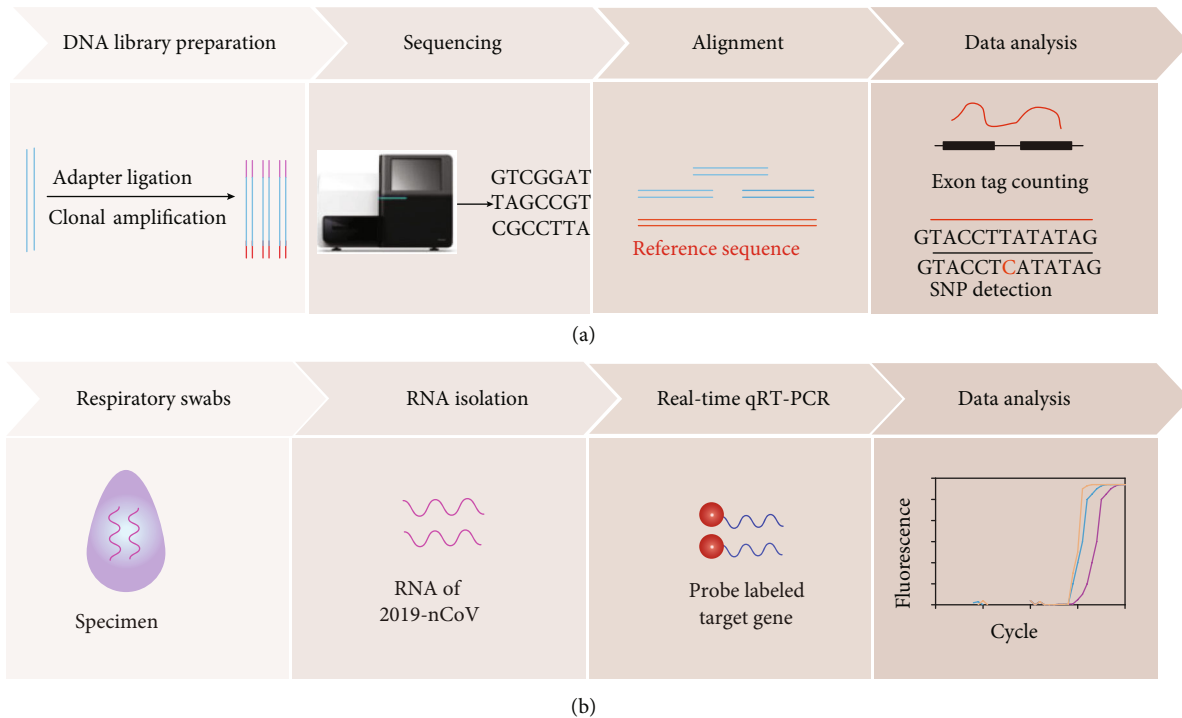 DNA library preparation
Sequencing
Alignment
Data analysis
Adapter ligation
Clonal amplification
GTCGGAT
TAGCCGT
CGCCTTA
Reference sequence
Exon tag counting
GTACCTTATATAG
GTACCTCATATAG
SNP detection
(a)
Respiratory swabs
RNA isolation
Real-time qRT-PCR
Data analysis
Specimen
RNA of
2019-nCoV
Probe labeled
target gene
Fluorescence
Cycle
(b)